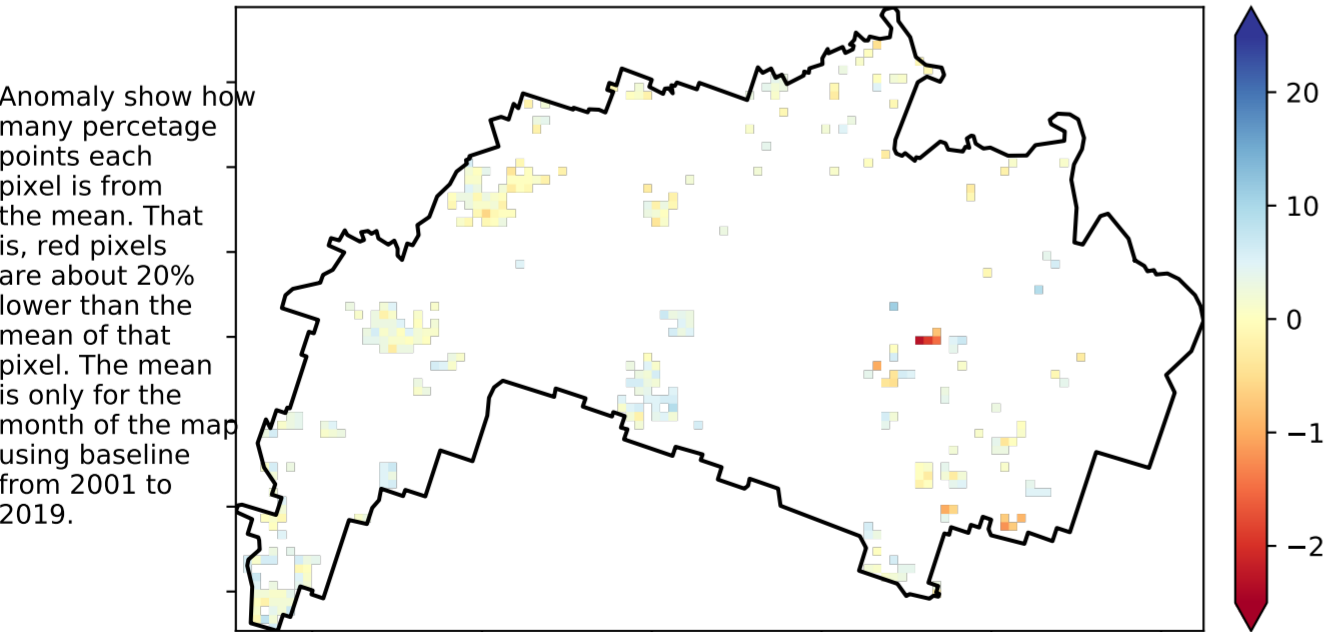 Anomaly show how
many percetage
points each
pixel is from
the mean. That
is, red pixels
are about 20%
lower than the
mean of that
pixel. The mean
is only for the
month of the map
using baseline
from 2001 to
2019.
20
10
0
−1
−2